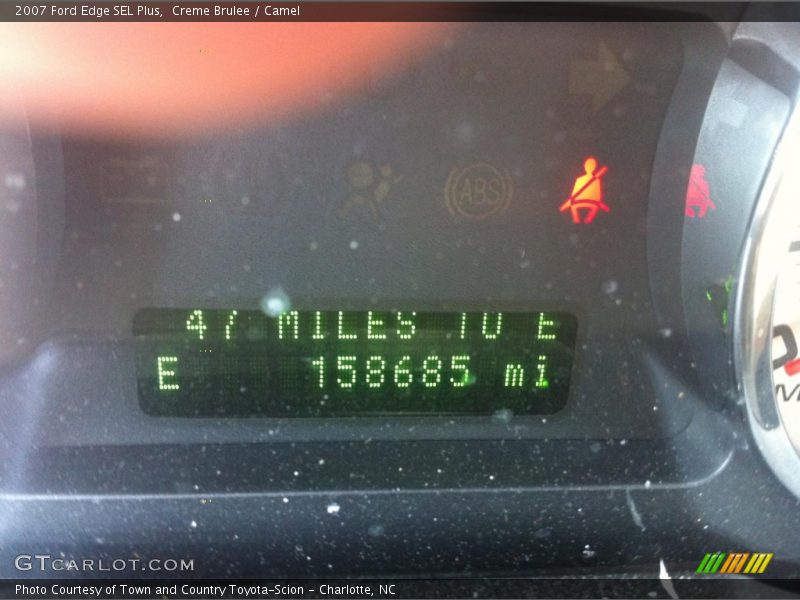 2007 Ford Edge SEL Plus, Creme Brulee / Camel
ABS
47 MILES TO E
E 158685 mi
GTCARLOT.COM
Photo Courtesy of Town and Country Toyota-Scion - Charlotte, NC